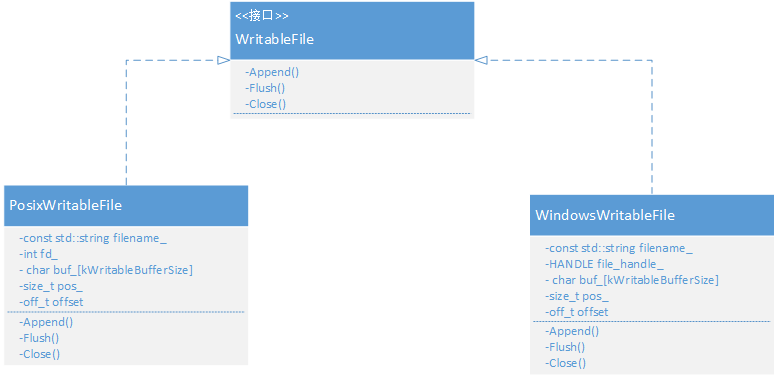 <<接口>>
WritableFile
-Append()
-Flush()
-Close()
PosixWritableFile
-const std::string filename_
-int fd_
- char buf_[kWritableBufferSize]
-size_t pos_
-off_t offset
-Append()
-Flush()
-Close()
WindowsWritableFile
-const std::string filename_
-HANDLE file_handle_
- char buf_[kWritableBufferSize]
-size_t pos_
-off_t offset
-Append()
-Flush()
-Close()